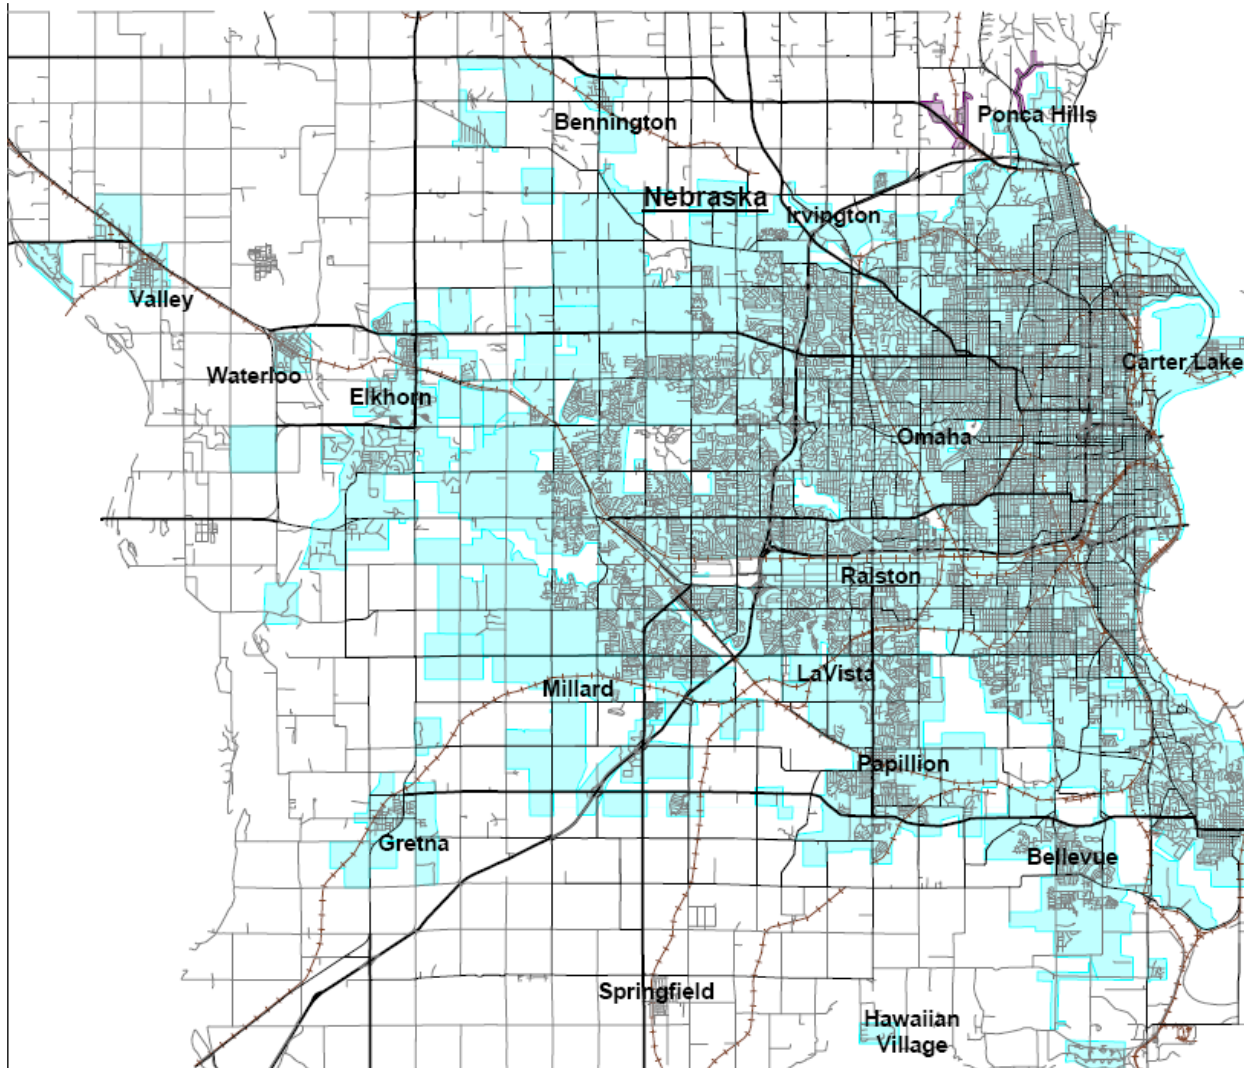 Ponca Hills
Bennington
Nebraska
Irvington
Valley
Carter Lake
Waterloo
Elkhorn
Omaha
Ralston
LaVista
Millard
Papillion
Gretna
Bellevue
Springfield
Hawaiian
Village